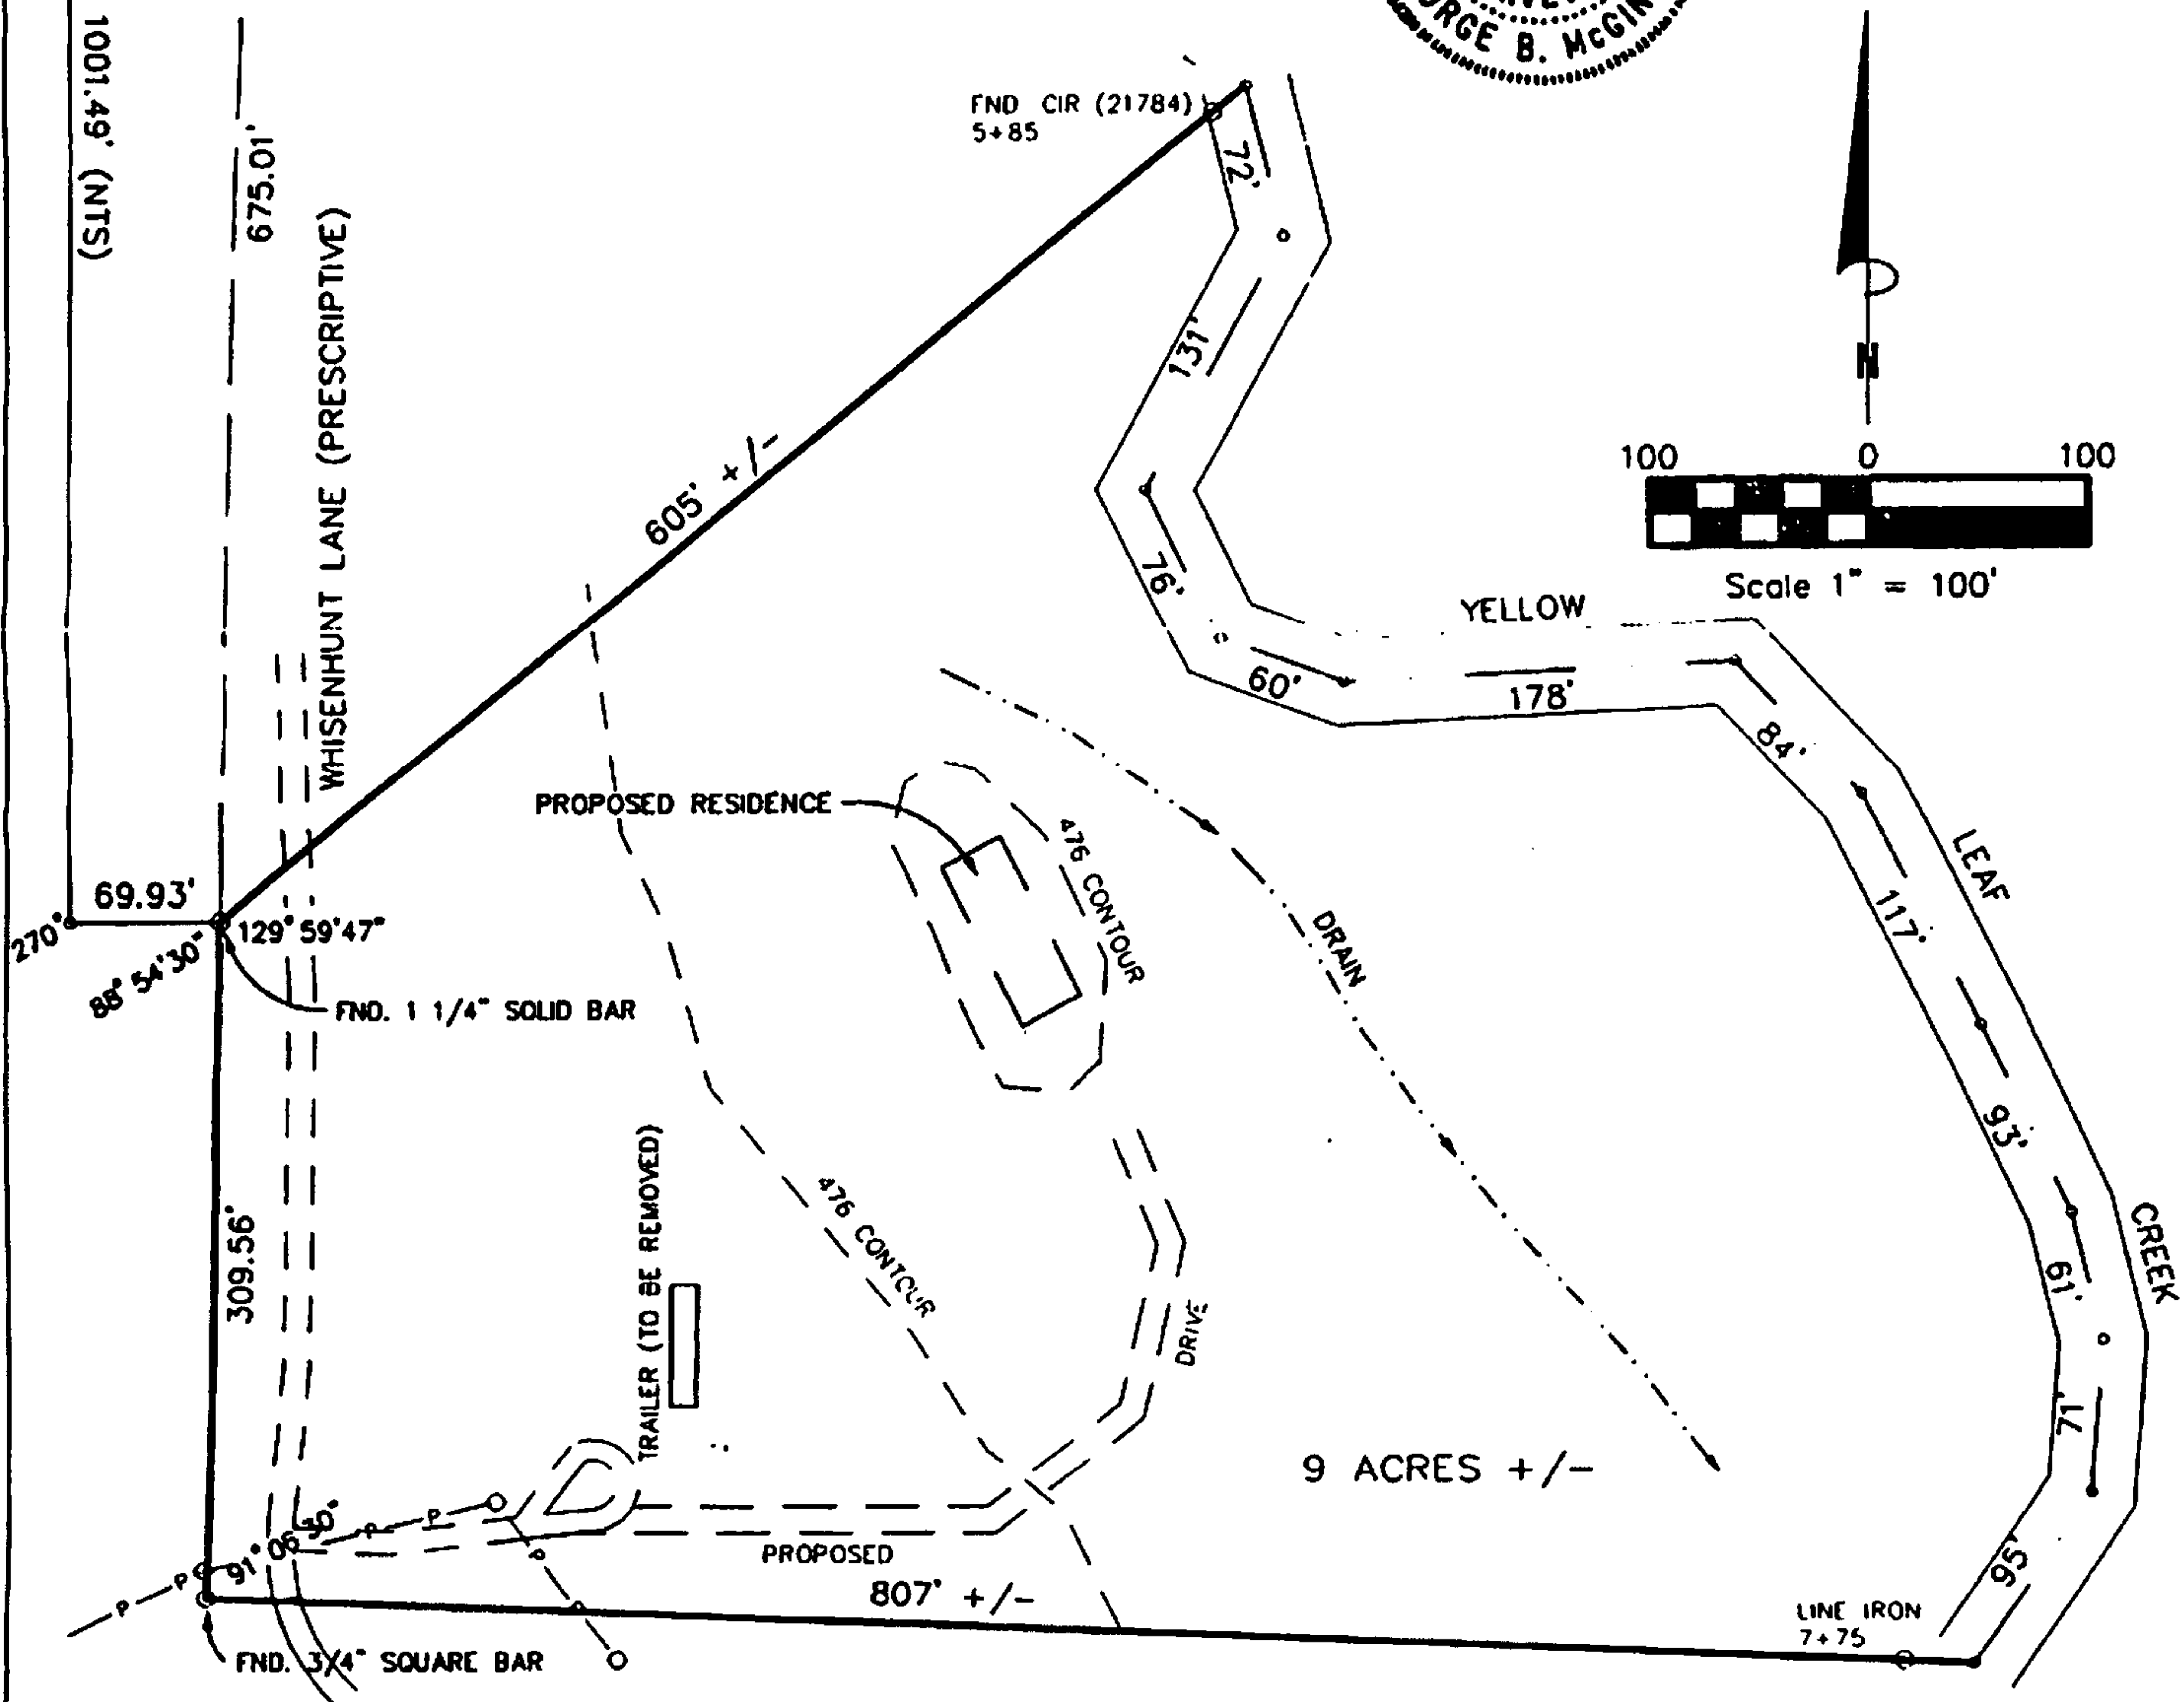 1001.49' (NTS)
675.01'
WHISENHUNT LANE (PRESCRIPTIVE)
B. McGIN
FND CIR (21784)
5+85
72'
131'
76'
60'
178'
84'
117'
93'
61'
71'
95'
N
100 0 100
Scale 1" = 100'
YELLOW
LEAF
CREEK
605' +/-
PROPOSED RESIDENCE
476 CONTOUR
DRAIN
69.93'
270°
88° 54' 30"
129° 59' 47"
FND. 1 1/4" SOLID BAR
309.56'
TRAILER (TO BE REMOVED)
476 CONTOUR
DRIVE
9 ACRES +/-
P
P
P
P
P
91° 06'
PROPOSED
807' +/-
LINE IRON
7+75
FND. 3/4" SQUARE BAR